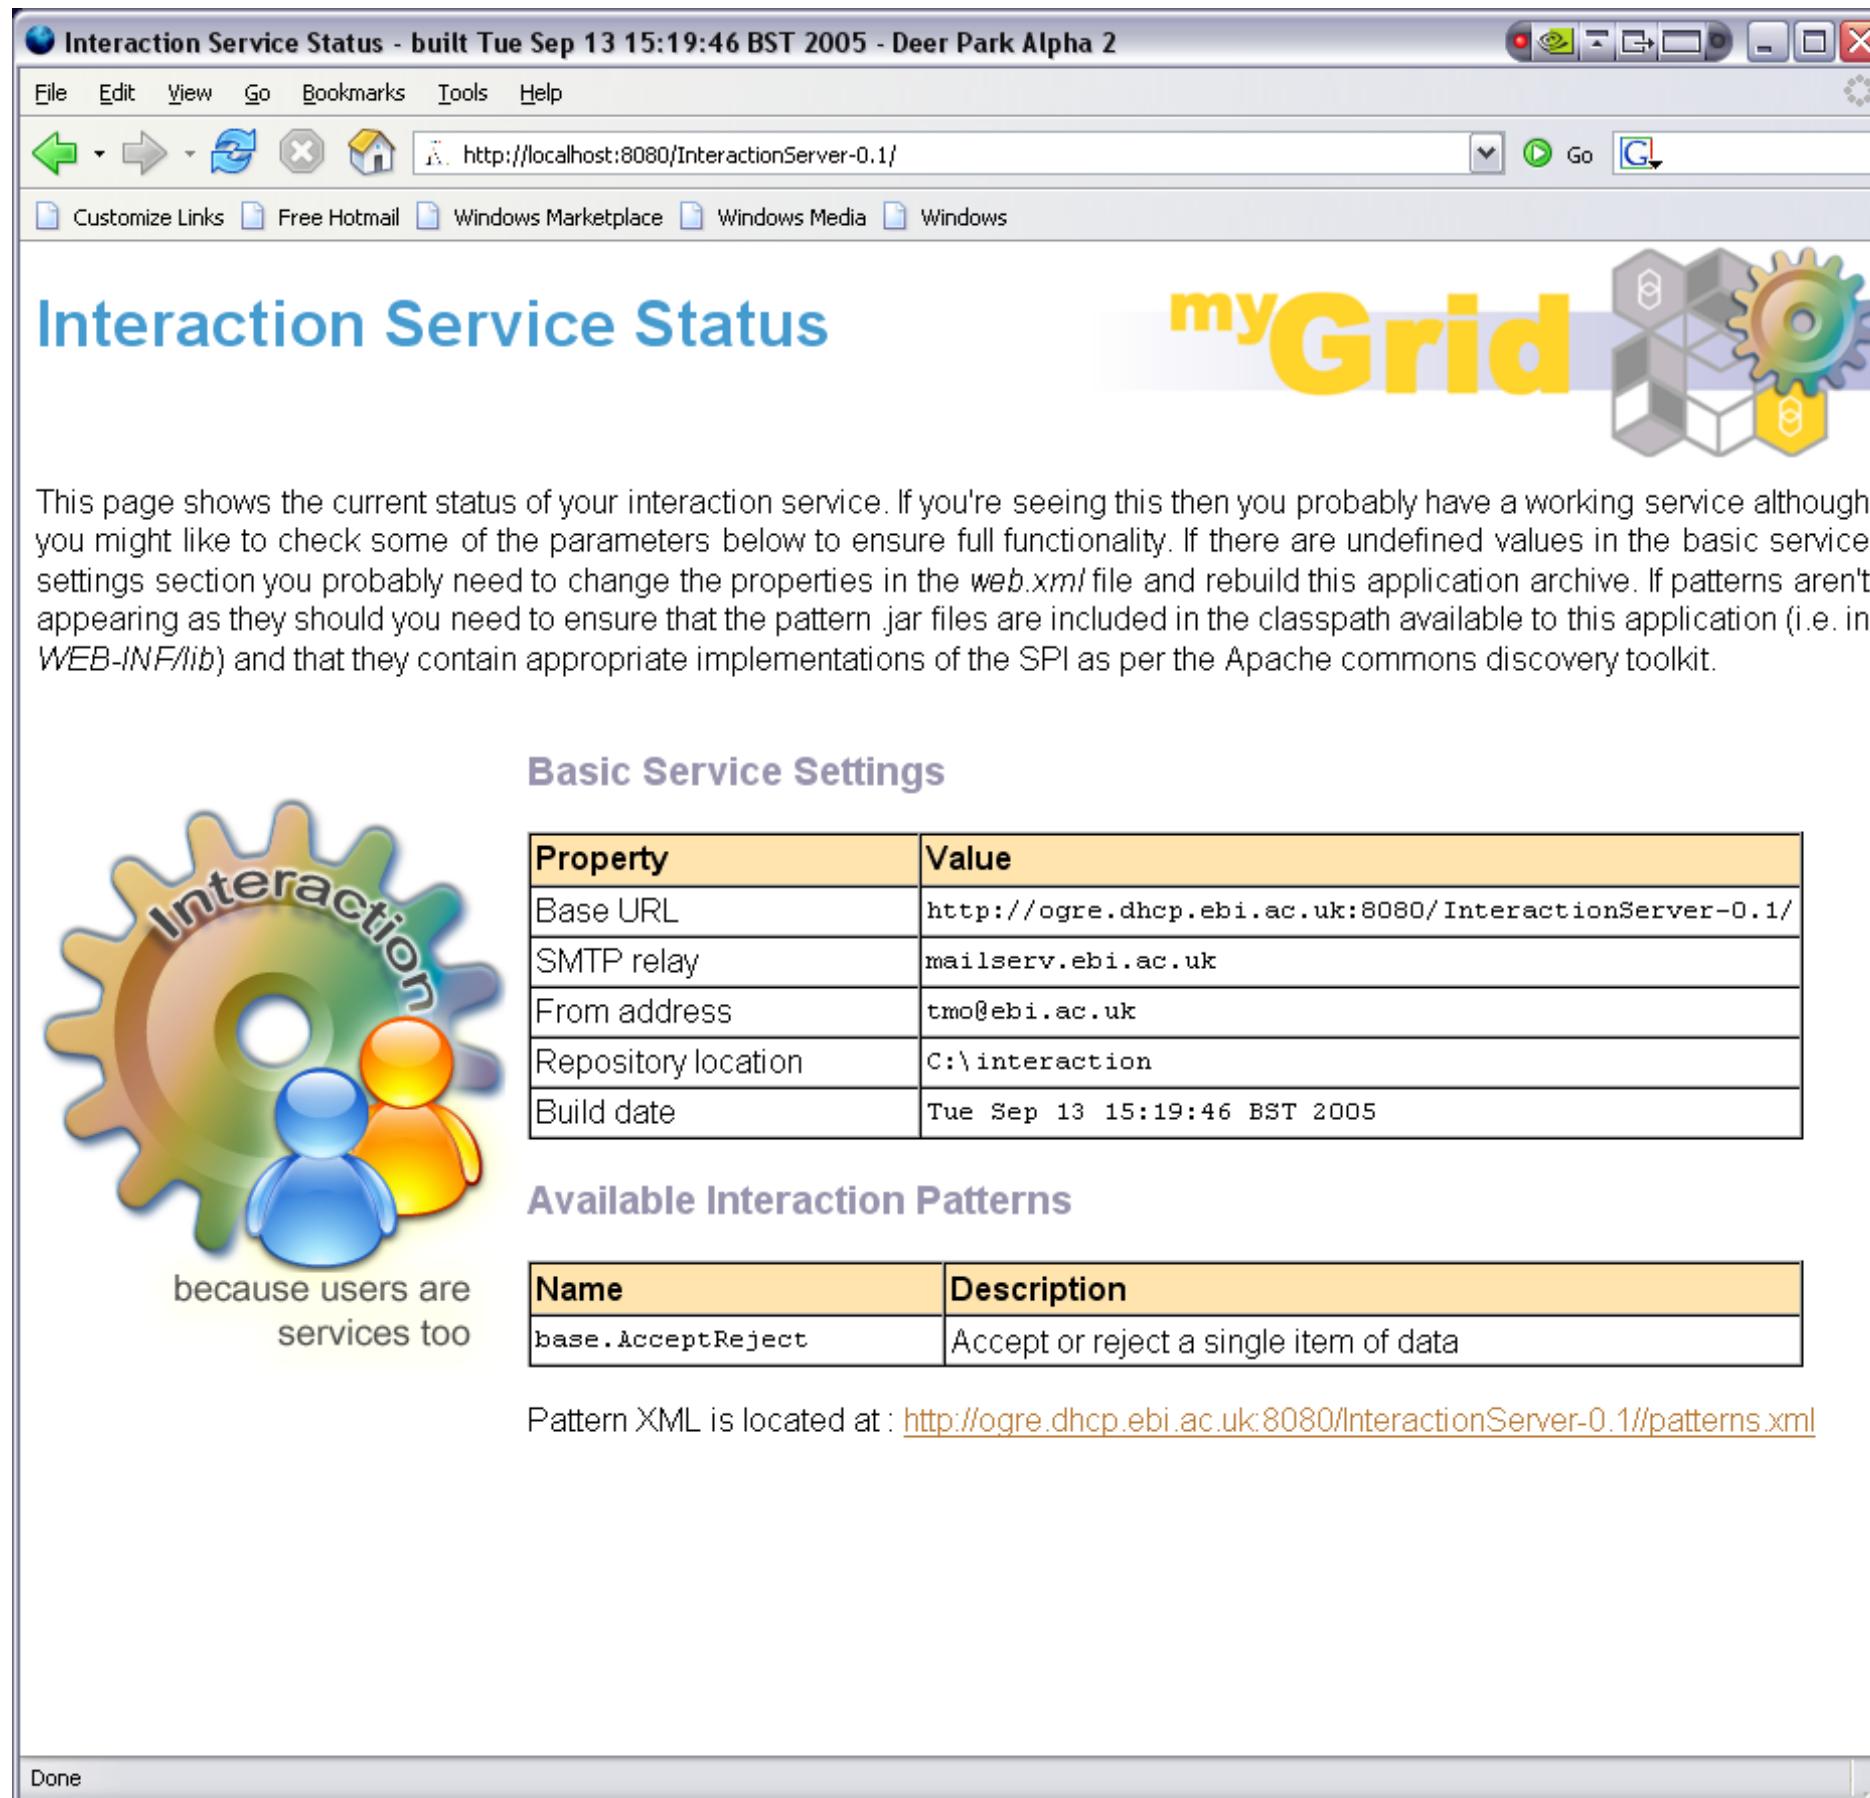 Interaction Service Status - built Tue Sep 13 15:19:46 BST 2005 - Deer Park Alpha 2
File Edit View Go Bookmarks Tools Help
http://localhost:8080/InteractionServer-0.1/ Go G
Customize Links Free Hotmail Windows Marketplace Windows Media Windows
Interaction Service Status
myGrid
This page shows the current status of your interaction service. If you're seeing this then you probably have a working service although
you might like to check some of the parameters below to ensure full functionality. If there are undefined values in the basic service
settings section you probably need to change the properties in the web.xml file and rebuild this application archive. If patterns aren't
appearing as they should you need to ensure that the pattern .jar files are included in the classpath available to this application (i.e. in
WEB-INF/lib) and that they contain appropriate implementations of the SPI as per the Apache commons discovery toolkit.
Interaction
because users are
services too
Basic Service Settings
Property Value
Base URL http://ogre.dhcp.ebi.ac.uk:8080/InteractionServer-0.1/
SMTP relay mailserv.ebi.ac.uk
From address tmo@ebi.ac.uk
Repository location C:\interaction
Build date Tue Sep 13 15:19:46 BST 2005
Available Interaction Patterns
Name Description
base.AcceptReject Accept or reject a single item of data
Pattern XML is located at : http://ogre.dhcp.ebi.ac.uk:8080/InteractionServer-0.1//patterns.xml
Done